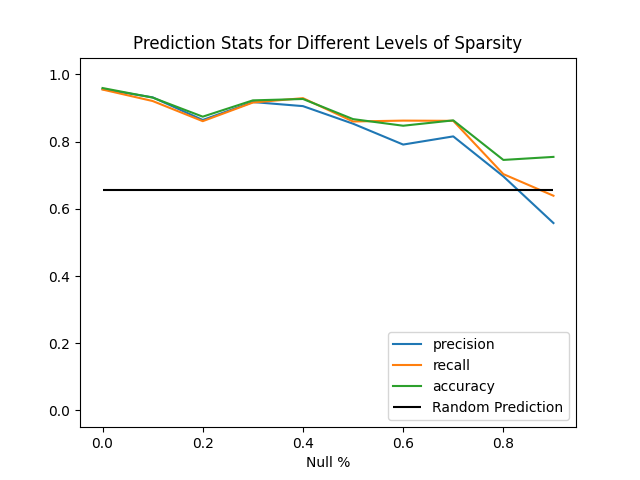 Prediction Stats for Different Levels of Sparsity
1.0
0.8
0.6
0.4
0.2
0.0
precision
recall
accuracy
Random Prediction
0.0 0.2 0.4 0.6 0.8
Null %